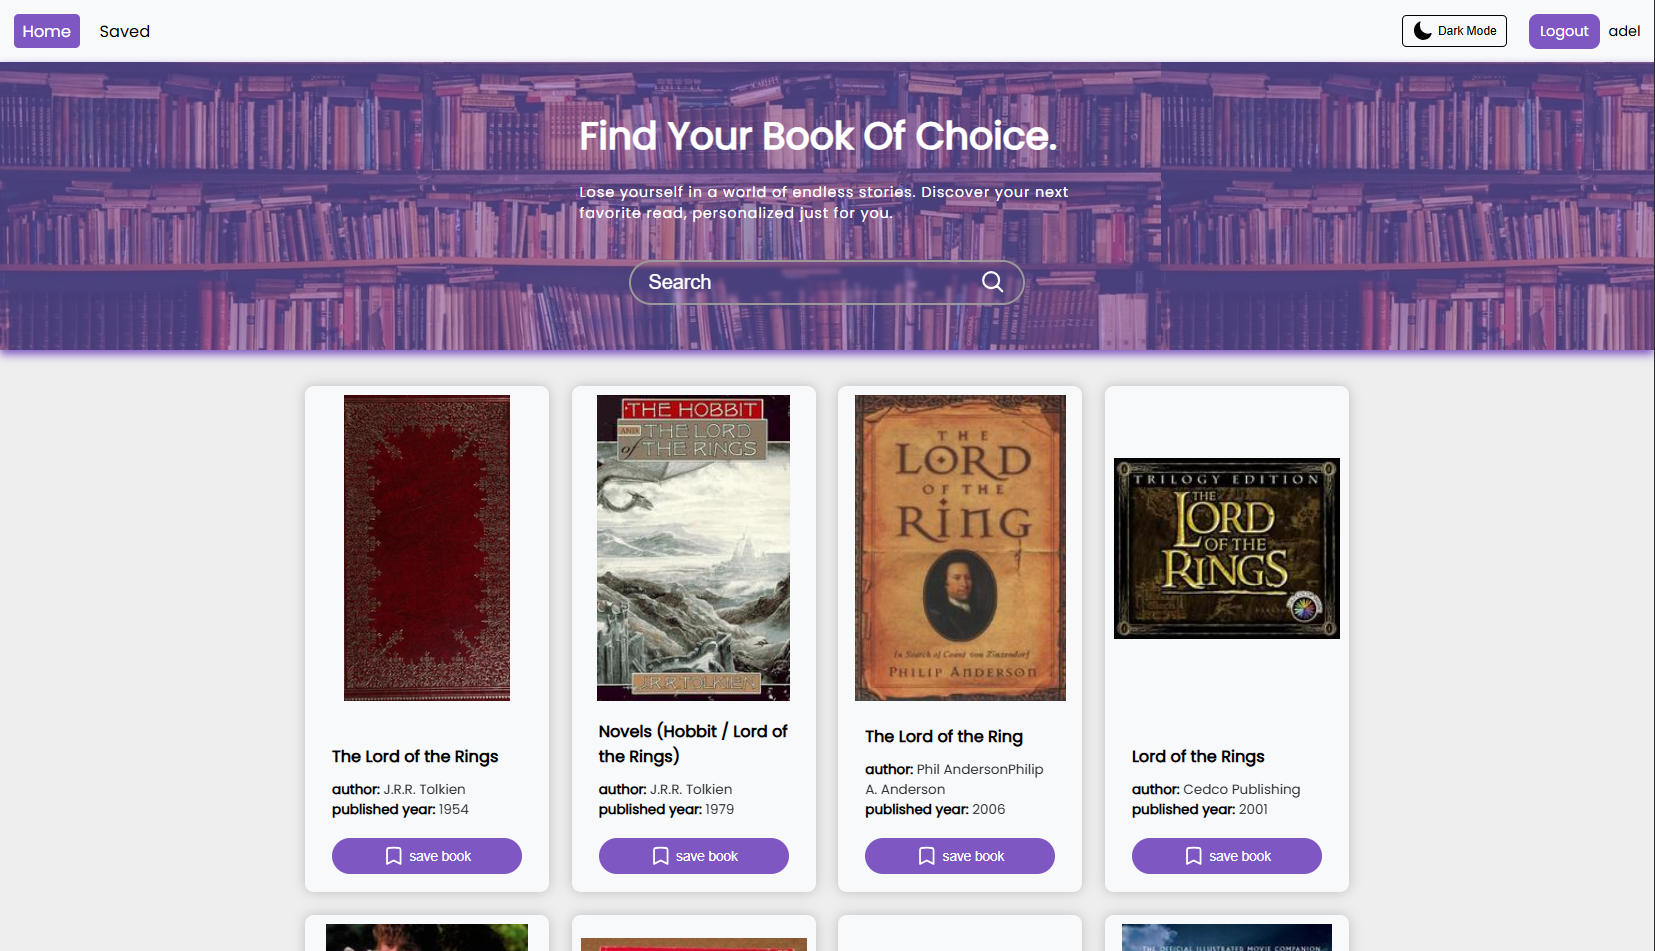 Home
Saved
Dark Mode
Logout
adel
Find Your Book Of Choice.
Lose yourself in a world of endless stories. Discover your next
favorite read, personalized just for you.
Search
THE HOBBIT
AND THE LORD
of THE RINGS
J.R.R. TOLKIEN
THE
LORD
OF THE
RING
In Search of Count von Zinzendorf
PHILIP ANDERSON
TRILOGY EDITION
THE
LORD
OF THE
RINGS
The Lord of the Rings
author: J.R.R. Tolkien
published year: 1954
save book
Novels (Hobbit / Lord of
the Rings)
author: J.R.R. Tolkien
published year: 1979
save book
The Lord of the Ring
author: Phil AndersonPhilip
A. Anderson
published year: 2006
save book
Lord of the Rings
author: Cedco Publishing
published year: 2001
save book
THE OFFICIAL ILLUSTRATED MOVIE COMPANION